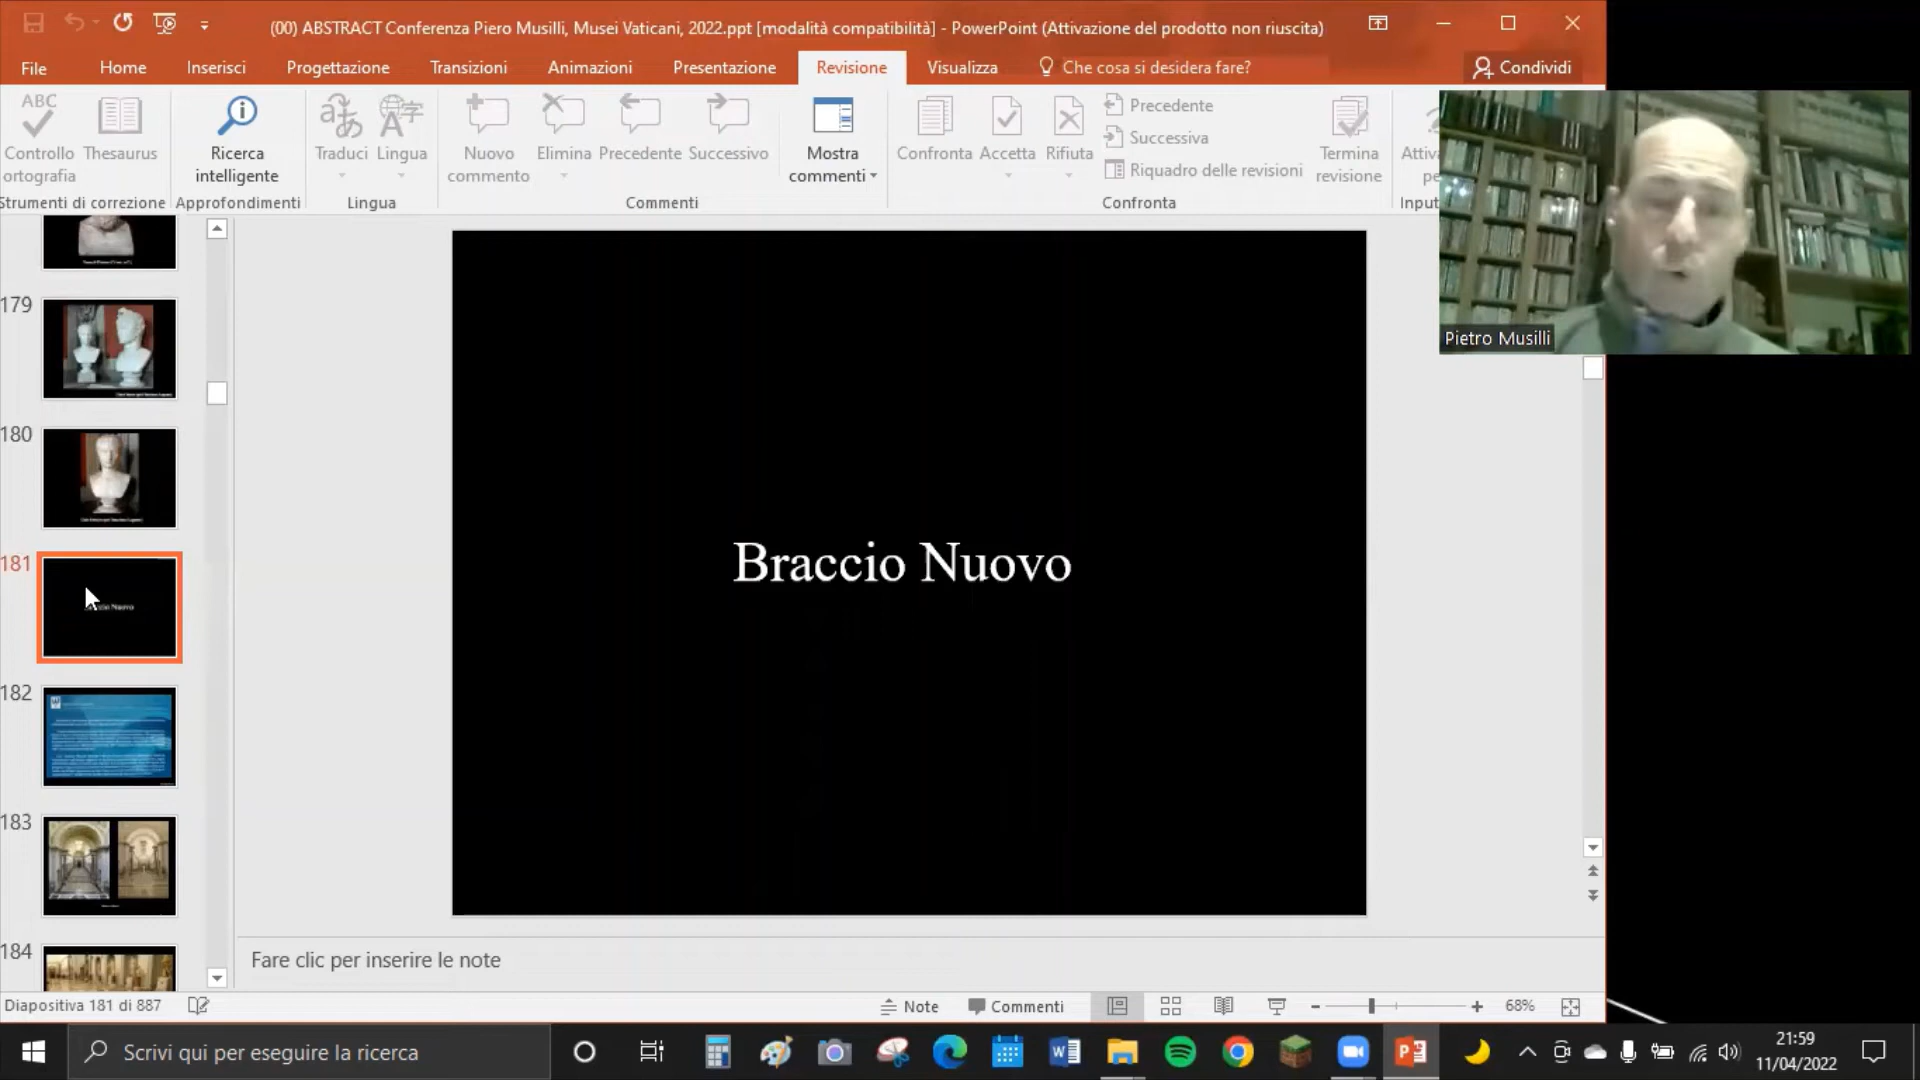 (00) ABSTRACT Conferenza Piero Musilli, Musei Vaticani, 2022.ppt [modalità compatibilità] - PowerPoint (Attivazione del prodotto non riuscita)
File Home Inserisci Progettazione Transizioni Animazioni Presentazione Revisione Visualizza Che cosa si desidera fare? Condividi
ABC
Controllo ortografia
Thesaurus
Ricerca intelligente
Traduci
Lingua
Nuovo commento
Elimina
Precedente
Successivo
Mostra commenti
Confronta
Accetta
Rifiuta
Precedente
Successiva
Riquadro delle revisioni
Termina revisione
Strumenti di correzione
Approfondimenti
Lingua
Commenti
Confronta
Input
Pietro Musilli
179
180
181
Braccio Nuovo
182
183
184
Braccio Nuovo
Fare clic per inserire le note
Diapositiva 181 di 887
Note
Commenti
68%
Scrivi qui per eseguire la ricerca
21:59
11/04/2022